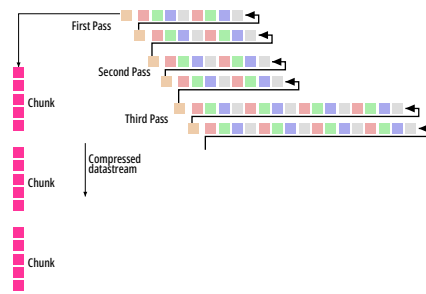 First Pass
Second Pass
Chunk
Third Pass
Compressed
datastream
Chunk
Chunk